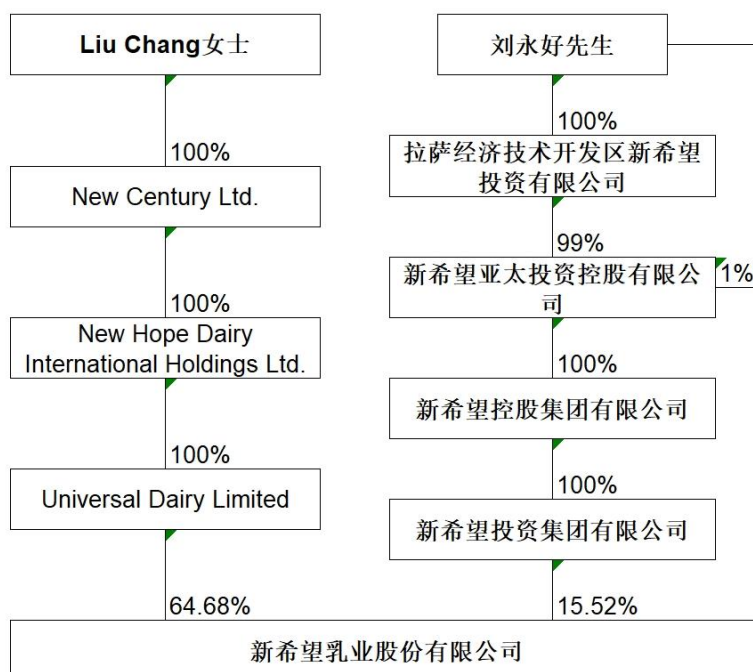 Liu Chang女士
刘永好先生
100%
100%
New Century Ltd.
拉萨经济技术开发区新希望
投资有限公司
99%
新希望亚太投资控股有限公
司
1%
100%
New Hope Dairy
International Holdings Ltd.
100%
新希望控股集团有限公司
100%
Universal Dairy Limited
100%
新希望投资集团有限公司
64.68%
15.52%
新希望乳业股份有限公司